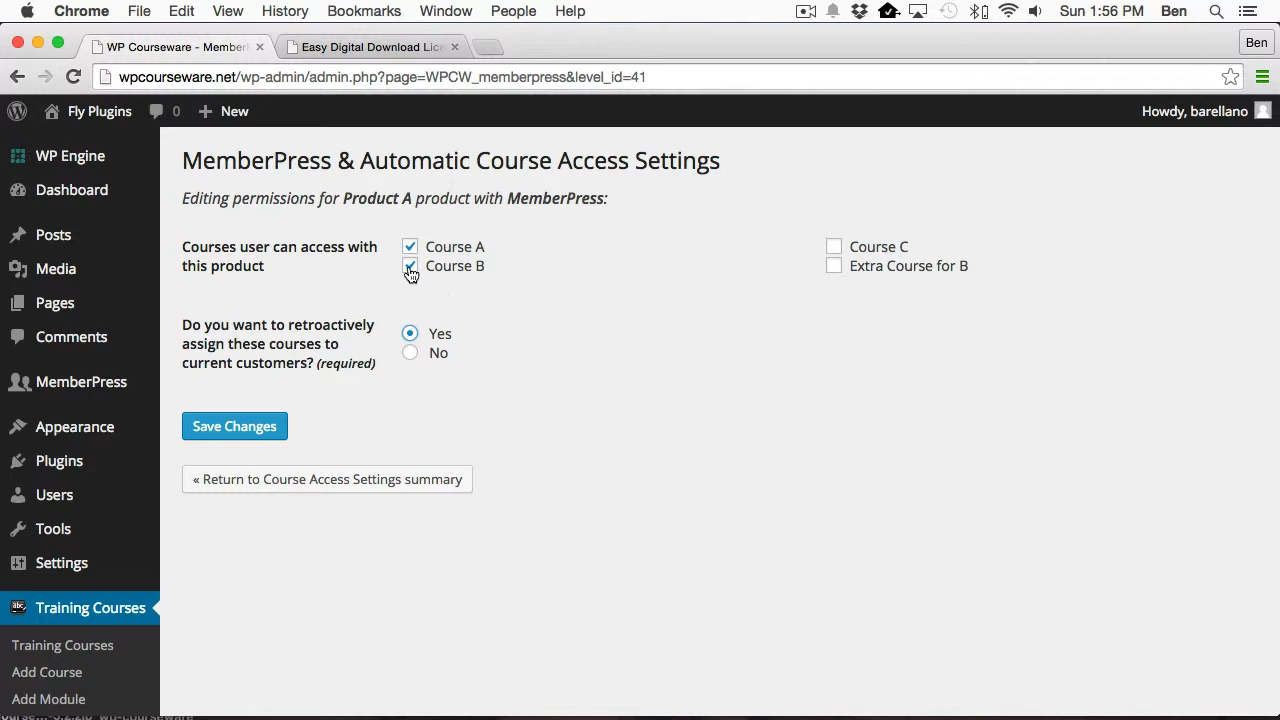 Chrome File Edit View History Bookmarks Window People Help Sun 1:56 PM Ben
WP Courseware - Memberl Easy Digital Download Lice Ben
wpcourseware.net/wp-admin/admin.php?page=WPCW_memberpress&level_id=41
Fly Plugins 0 New Howdy, barellano
WP Engine
Dashboard
Posts
Media
Pages
Comments
MemberPress
Appearance
Plugins
Users
Tools
Settings
Training Courses
Training Courses
Add Course
Add Module
MemberPress & Automatic Course Access Settings
Editing permissions for Product A product with MemberPress:
Courses user can access with
this product
Course A Course C
Course B Extra Course for B
Do you want to retroactively
assign these courses to
current customers? (required)
Yes
No
Save Changes
« Return to Course Access Settings summary